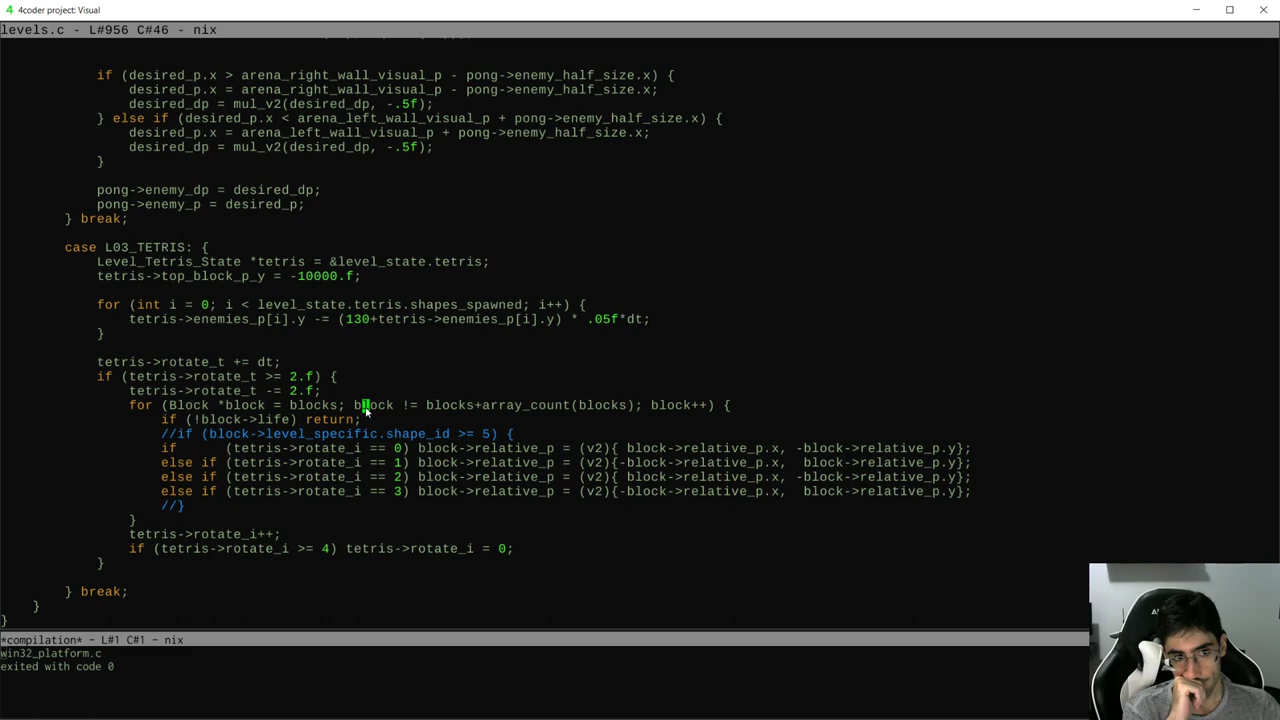 4coder project: Visual
levels.c - L#956 C#46 - nix
if (desired_p.x > arena_right_wall_visual_p - pong->enemy_half_size.x) {
desired_p.x = arena_right_wall_visual_p - pong->enemy_half_size.x;
desired_dp = mul_v2(desired_dp, -.5f);
} else if (desired_p.x < arena_left_wall_visual_p + pong->enemy_half_size.x) {
desired_p.x = arena_left_wall_visual_p + pong->enemy_half_size.x;
desired_dp = mul_v2(desired_dp, -.5f);
}
pong->enemy_dp = desired_dp;
pong->enemy_p = desired_p;
} break;
case L03_TETRIS: {
Level_Tetris_State *tetris = &level_state.tetris;
tetris->top_block_p_y = -10000.f;
for (int i = 0; i < level_state.tetris.shapes_spawned; i++) {
tetris->enemies_p[i].y -= (130+tetris->enemies_p[i].y) * .05f*dt;
}
tetris->rotate_t += dt;
if (tetris->rotate_t >= 2.f) {
tetris->rotate_t -= 2.f;
for (Block *block = blocks; block != blocks+array_count(blocks); block++) {
if (!block->life) return;
//if (block->level_specific.shape_id >= 5) {
if      (tetris->rotate_i == 0) block->relative_p = (v2){ block->relative_p.x, -block->relative_p.y};
else if (tetris->rotate_i == 1) block->relative_p = (v2){-block->relative_p.x,  block->relative_p.y};
else if (tetris->rotate_i == 2) block->relative_p = (v2){ block->relative_p.x, -block->relative_p.y};
else if (tetris->rotate_i == 3) block->relative_p = (v2){-block->relative_p.x,  block->relative_p.y};
//}
}
tetris->rotate_i++;
if (tetris->rotate_i >= 4) tetris->rotate_i = 0;
}
} break;
}
}
*compilation* - L#1 C#1 - nix
win32_platform.c
exited with code 0